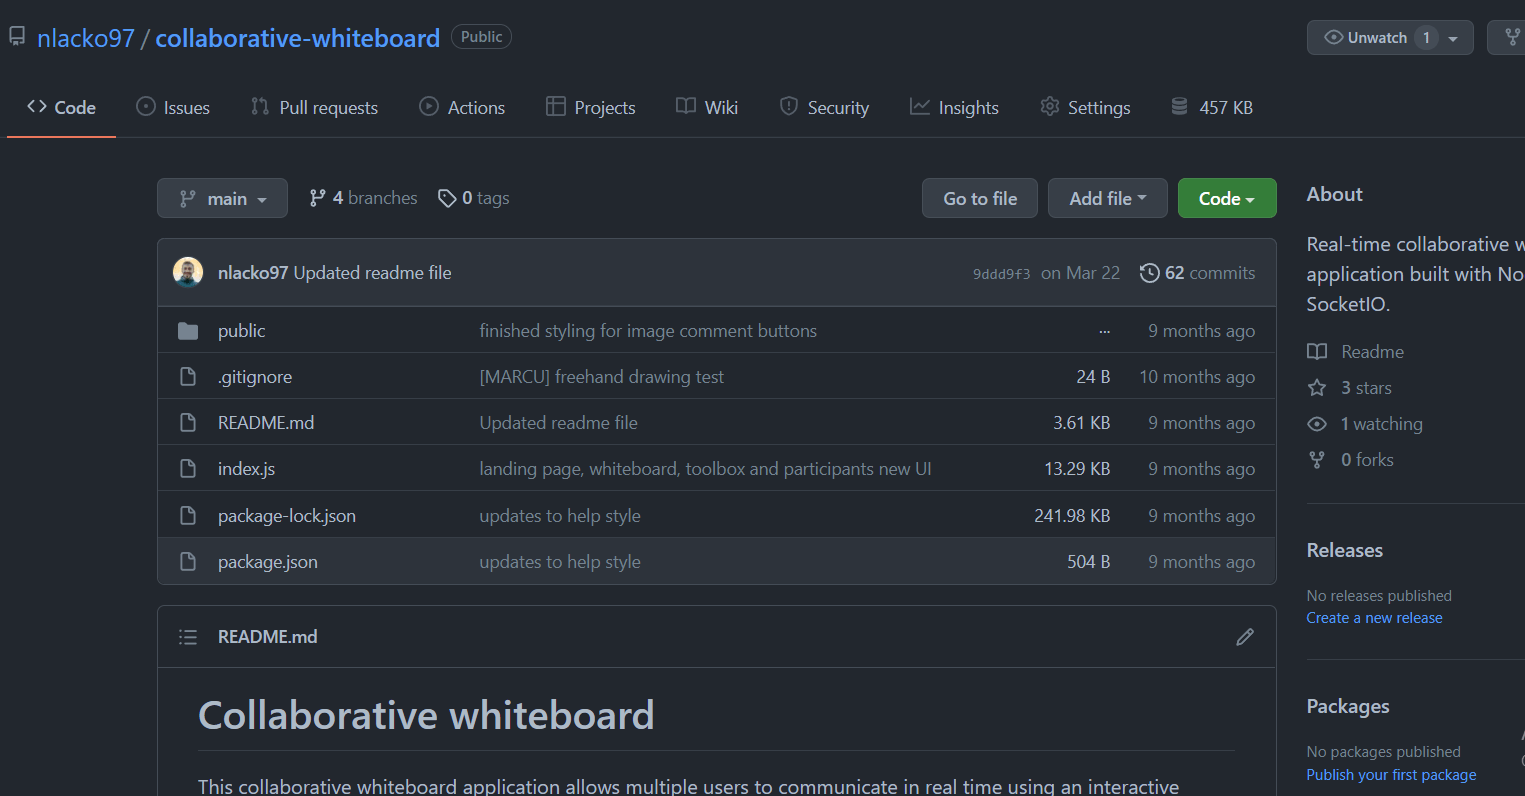 nlacko97 / collaborative-whiteboard Public
Unwatch 1
Code Issues Pull requests Actions Projects Wiki Security Insights Settings 457 KB
main 4 branches 0 tags Go to file Add file Code
nlacko97 Updated readme file 9ddd9f3 on Mar 22 62 commits
public finished styling for image comment buttons ... 9 months ago
.gitignore [MARCU] freehand drawing test 24 B 10 months ago
README.md Updated readme file 3.61 KB 9 months ago
index.js landing page, whiteboard, toolbox and participants new UI 13.29 KB 9 months ago
package-lock.json updates to help style 241.98 KB 9 months ago
package.json updates to help style 504 B 9 months ago
README.md
Collaborative whiteboard
This collaborative whiteboard application allows multiple users to communicate in real time using an interactive
About
Real-time collaborative w
application built with No
SocketIO.
Readme
3 stars
1 watching
0 forks
Releases
No releases published
Create a new release
Packages
No packages published
Publish your first package